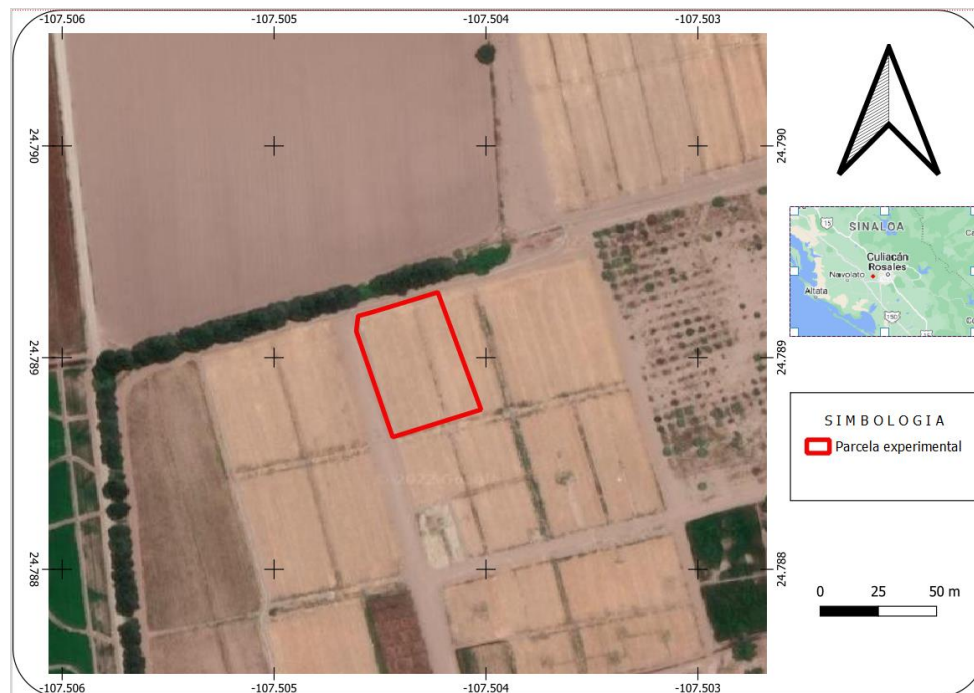 -107.506 -107.505 -107.504 -107.503
24.790 24.790
24.789 24.789
24.788 24.788
-107.506 -107.505 -107.504 -107.503
15
SINALOA
Culiacán
Rosales
Navolato
Altata
15D
SIMBOLOGIA
Parcela experimental
0 25 50 m